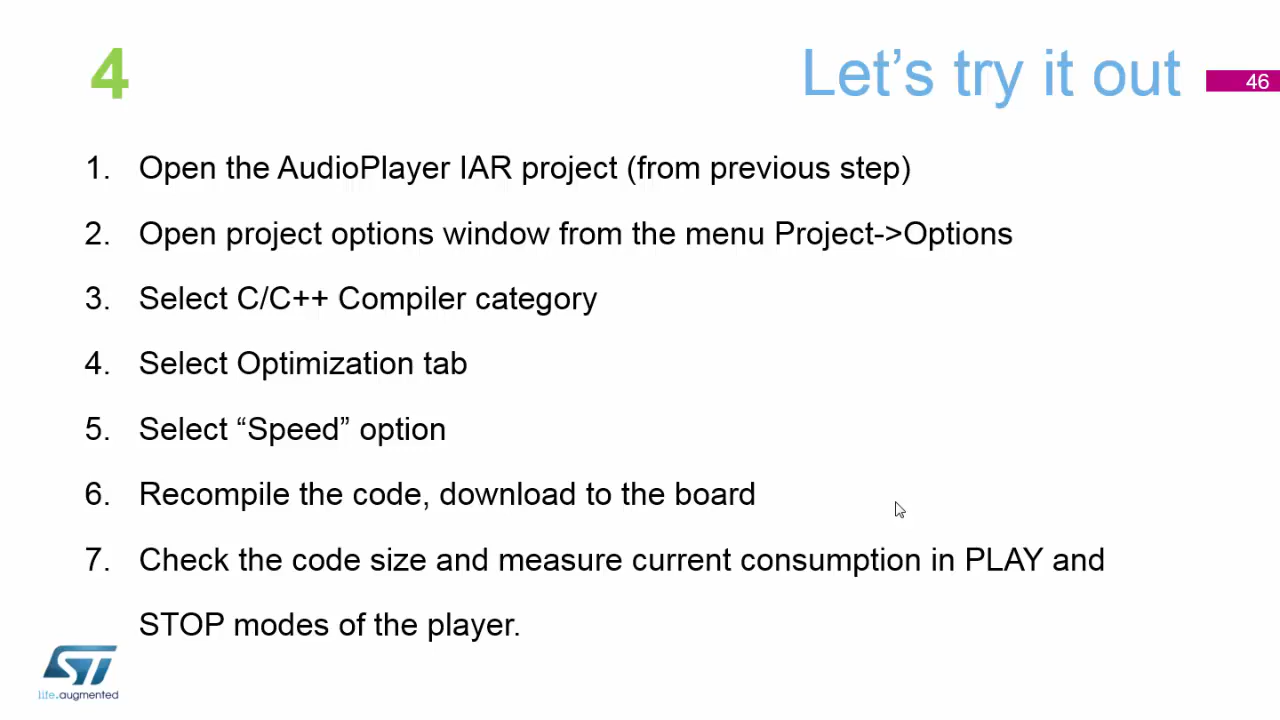 4
Let’s try it out
46
1. Open the AudioPlayer IAR project (from previous step)
2. Open project options window from the menu Project->Options
3. Select C/C++ Compiler category
4. Select Optimization tab
5. Select “Speed” option
6. Recompile the code, download to the board
7. Check the code size and measure current consumption in PLAY and
STOP modes of the player.
ST
life.augmented